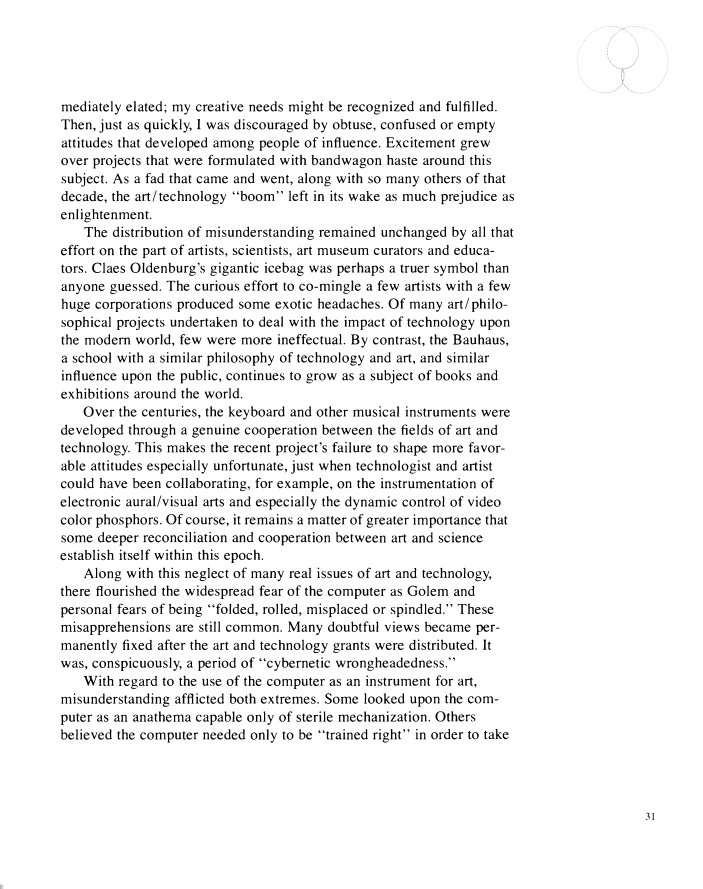 mediately elated; my creative needs might be recognized and fulfilled.
Then, just as quickly, I was discouraged by obtuse, confused or empty
attitudes that developed among people of influence. Excitement grew
over projects that were formulated with bandwagon haste around this
subject. As a fad that came and went, along with so many others of that
decade, the art/technology “boom” left in its wake as much prejudice as
enlightenment.
The distribution of misunderstanding remained unchanged by all that
effort on the part of artists, scientists, art museum curators and educa-
tors. Claes Oldenburg's gigantic icebag was perhaps a truer symbol than
anyone guessed. The curious effort to co-mingle a few artists with a few
huge corporations produced some exotic headaches. Of many art/philo-
sophical projects undertaken to deal with the impact of technology upon
the modern world, few were more ineffectual. By contrast, the Bauhaus,
a school with a similar philosophy of technology and art, and similar
influence upon the public, continues to grow as a subject of books and
exhibitions around the world.
Over the centuries, the keyboard and other musical instruments were
developed through a genuine cooperation between the fields of art and
technology. This makes the recent project's failure to shape more favor-
able attitudes especially unfortunate, just when technologist and artist
could have been collaborating, for example, on the instrumentation of
electronic aural/visual arts and especially the dynamic control of video
color phosphors. Of course, it remains a matter of greater importance that
some deeper reconciliation and cooperation between art and science
establish itself within this epoch.
Along with this neglect of many real issues of art and technology,
there flourished the widespread fear of the computer as Golem and
personal fears of being “folded, rolled, misplaced or spindled.” These
misapprehensions are still common. Many doubtful views became per-
manently fixed after the art and technology grants were distributed. It
was, conspicuously, a period of “cybernetic wrongheadedness.”
With regard to the use of the computer as an instrument for art,
misunderstanding afflicted both extremes. Some looked upon the com-
puter as an anathema capable only of sterile mechanization. Others
believed the computer needed only to be “trained right” in order to take
31